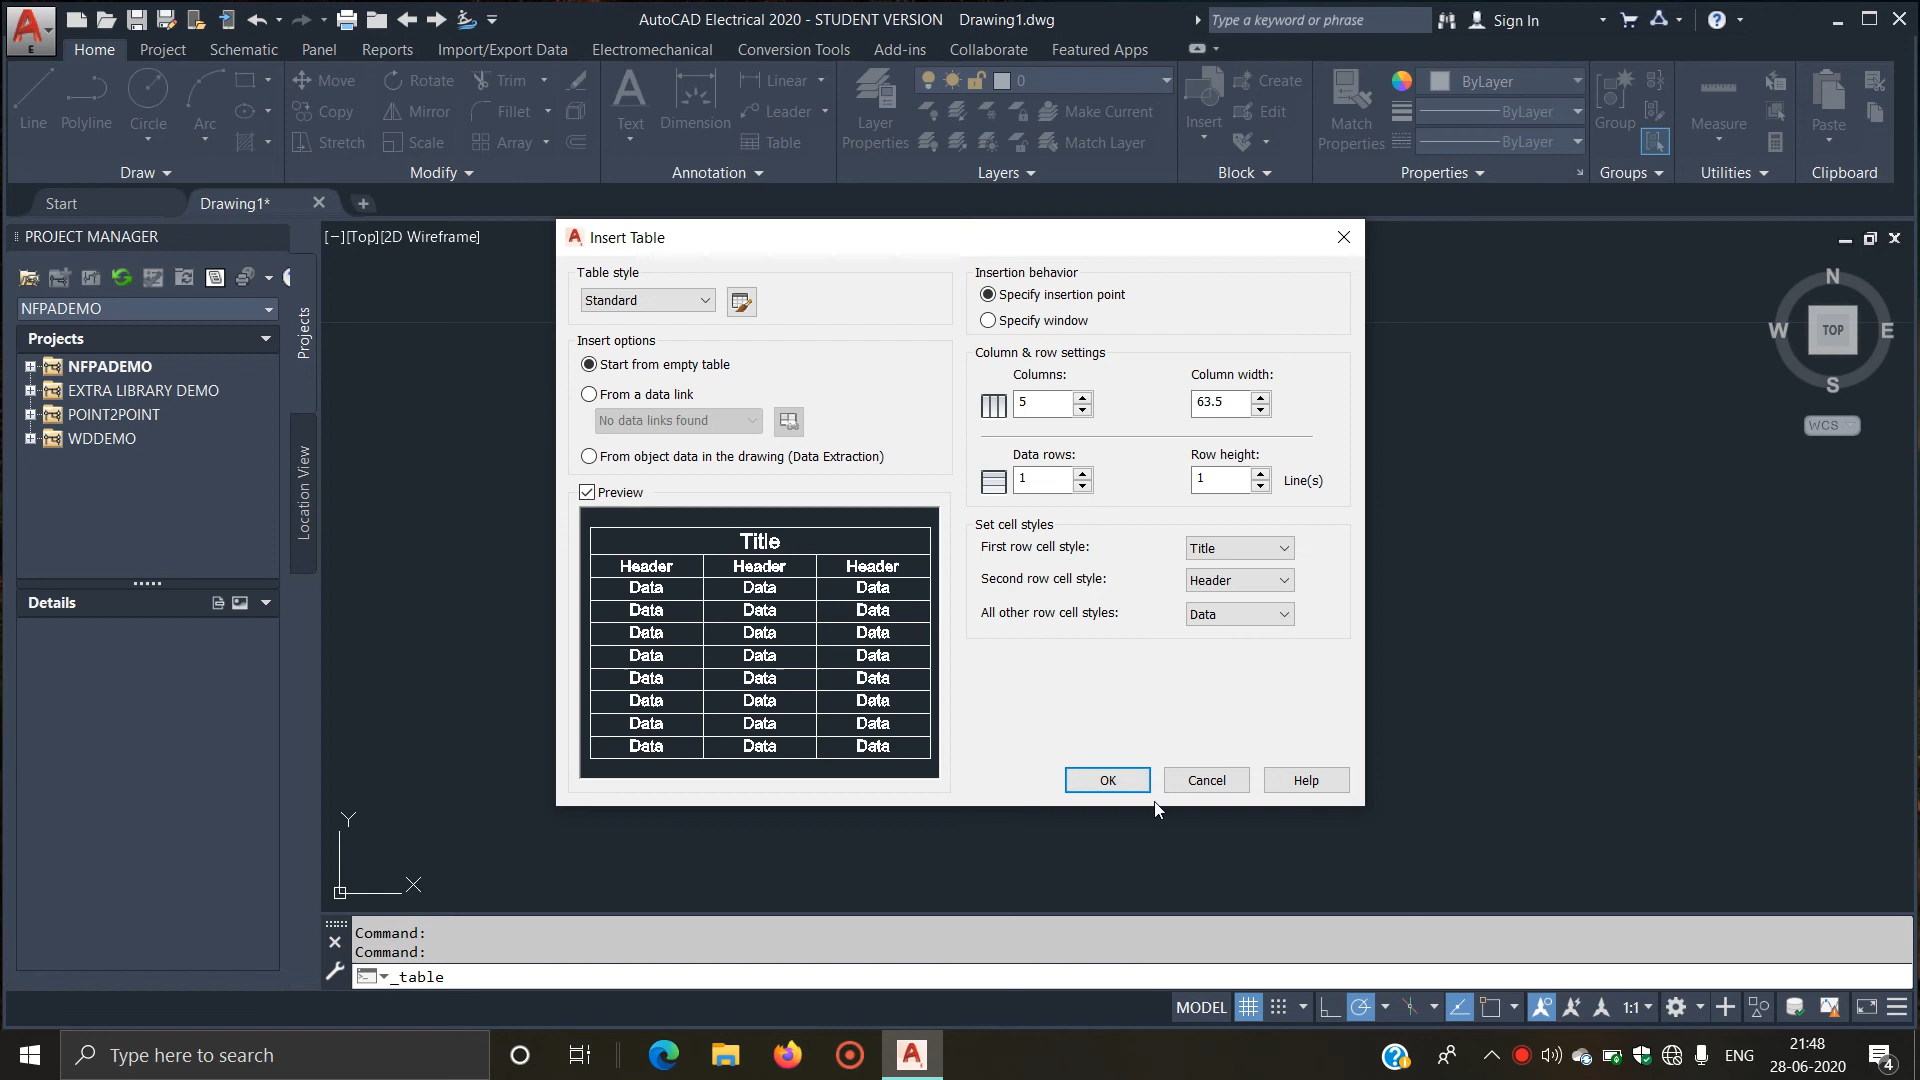 AutoCAD Electrical 2020 - STUDENT VERSION Drawing1.dwg
Type a keyword or phrase
Sign In
E
Home Project Schematic Panel Reports Import/Export Data Electromechanical Conversion Tools Add-ins Collaborate Featured Apps
Line Polyline Circle Arc
Move Rotate Trim
Copy Mirror Fillet
Stretch Scale Array
Text Dimension
Linear
Leader
Table
Layer Properties
0
Make Current
Match Layer
Insert
Create
Edit
Match Properties
ByLayer
ByLayer
ByLayer
Group
Measure
Paste
Draw Modify Annotation Layers Block Properties Groups Utilities Clipboard
Start Drawing1*
PROJECT MANAGER
NFPADEMO
Projects
NFPADEMO
EXTRA LIBRARY DEMO
POINT2POINT
WDDEMO
Details
Projects
Location View
[−][Top][2D Wireframe]
N
W TOP E
S
WCS
Insert Table
Table style
Standard
Insert options
Start from empty table
From a data link
No data links found
From object data in the drawing (Data Extraction)
Preview
Title
Header Header Header
Data Data Data
Data Data Data
Data Data Data
Data Data Data
Data Data Data
Data Data Data
Data Data Data
Data Data Data
Insertion behavior
Specify insertion point
Specify window
Column & row settings
Columns: Column width:
5 63.5
Data rows: Row height:
1 1 Line(s)
Set cell styles
First row cell style: Title
Second row cell style: Header
All other row cell styles: Data
OK Cancel Help
Y
X
Command:
Command:
_table
MODEL 1:1
Type here to search
ENG
21:48
28-06-2020
4